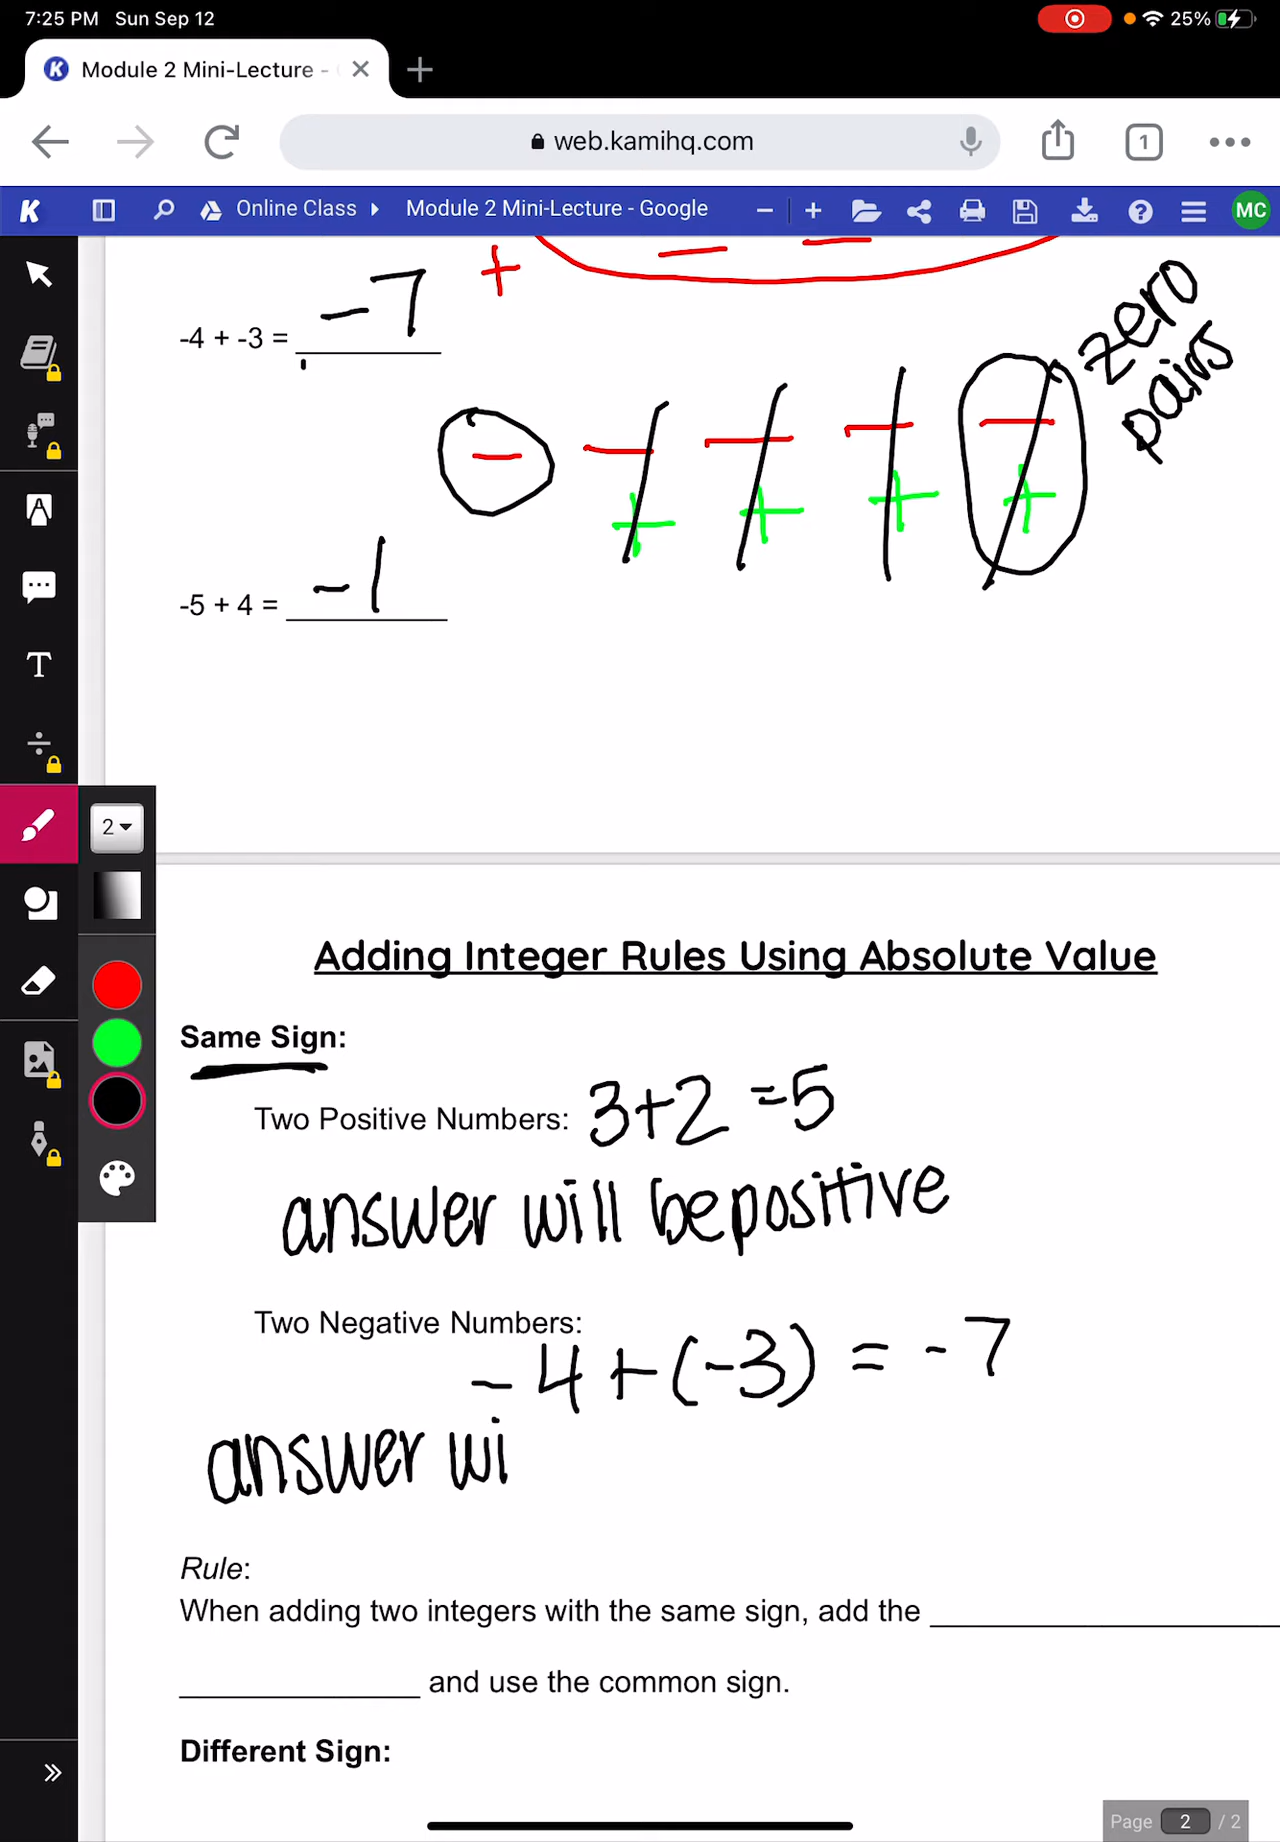 7:25 PM Sun Sep 12
25%
K Module 2 Mini-Lecture -
web.kamihq.com
1
K Online Class Module 2 Mini-Lecture - Google
MC
+
-4 + -3 = -7
zero
pairs
- - - - -
+ + + +
-5 + 4 = -1
2
Adding Integer Rules Using Absolute Value
Same Sign:
Two Positive Numbers: 3+2 =5
answer will be positive
Two Negative Numbers:
-4 + (-3) = -7
answer wi
Rule:
When adding two integers with the same sign, add the ____________________
______________ and use the common sign.
Different Sign:
Page 2 / 2